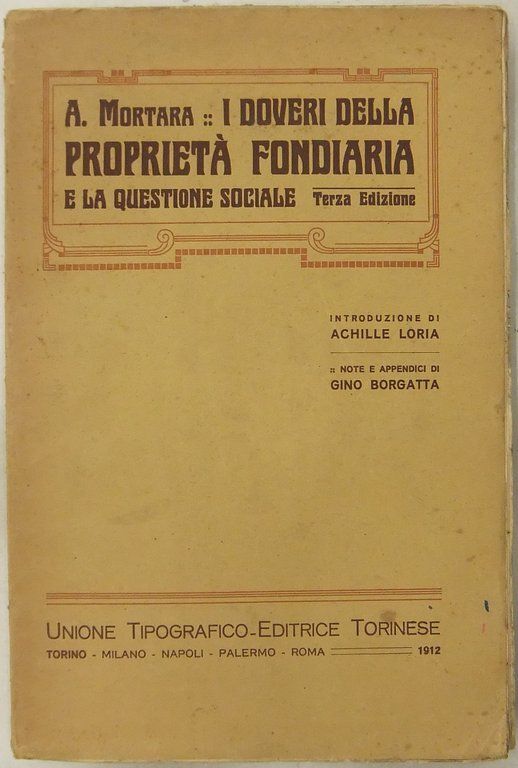 A. MORTARA :: I DOVERI DELLA
PROPRIETÀ FONDIARIA
E LA QUESTIONE SOCIALE Terza Edizione
INTRODUZIONE DI
ACHILLE LORIA
:: NOTE E APPENDICI DI
GINO BORGATTA
UNIONE TIPOGRAFICO-EDITRICE TORINESE
TORINO - MILANO - NAPOLI - PALERMO - ROMA 1912